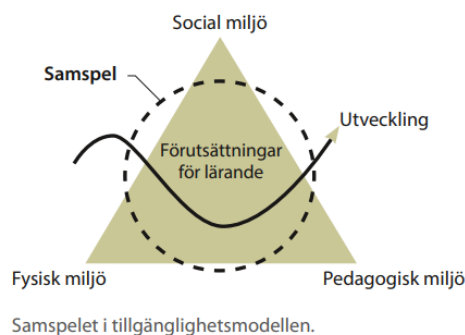 Social miljö
Samspel
Utveckling
Förutsättningar
för lärande
Fysisk miljö
Pedagogisk miljö
Samspelet i tillgänglighetsmodellen.